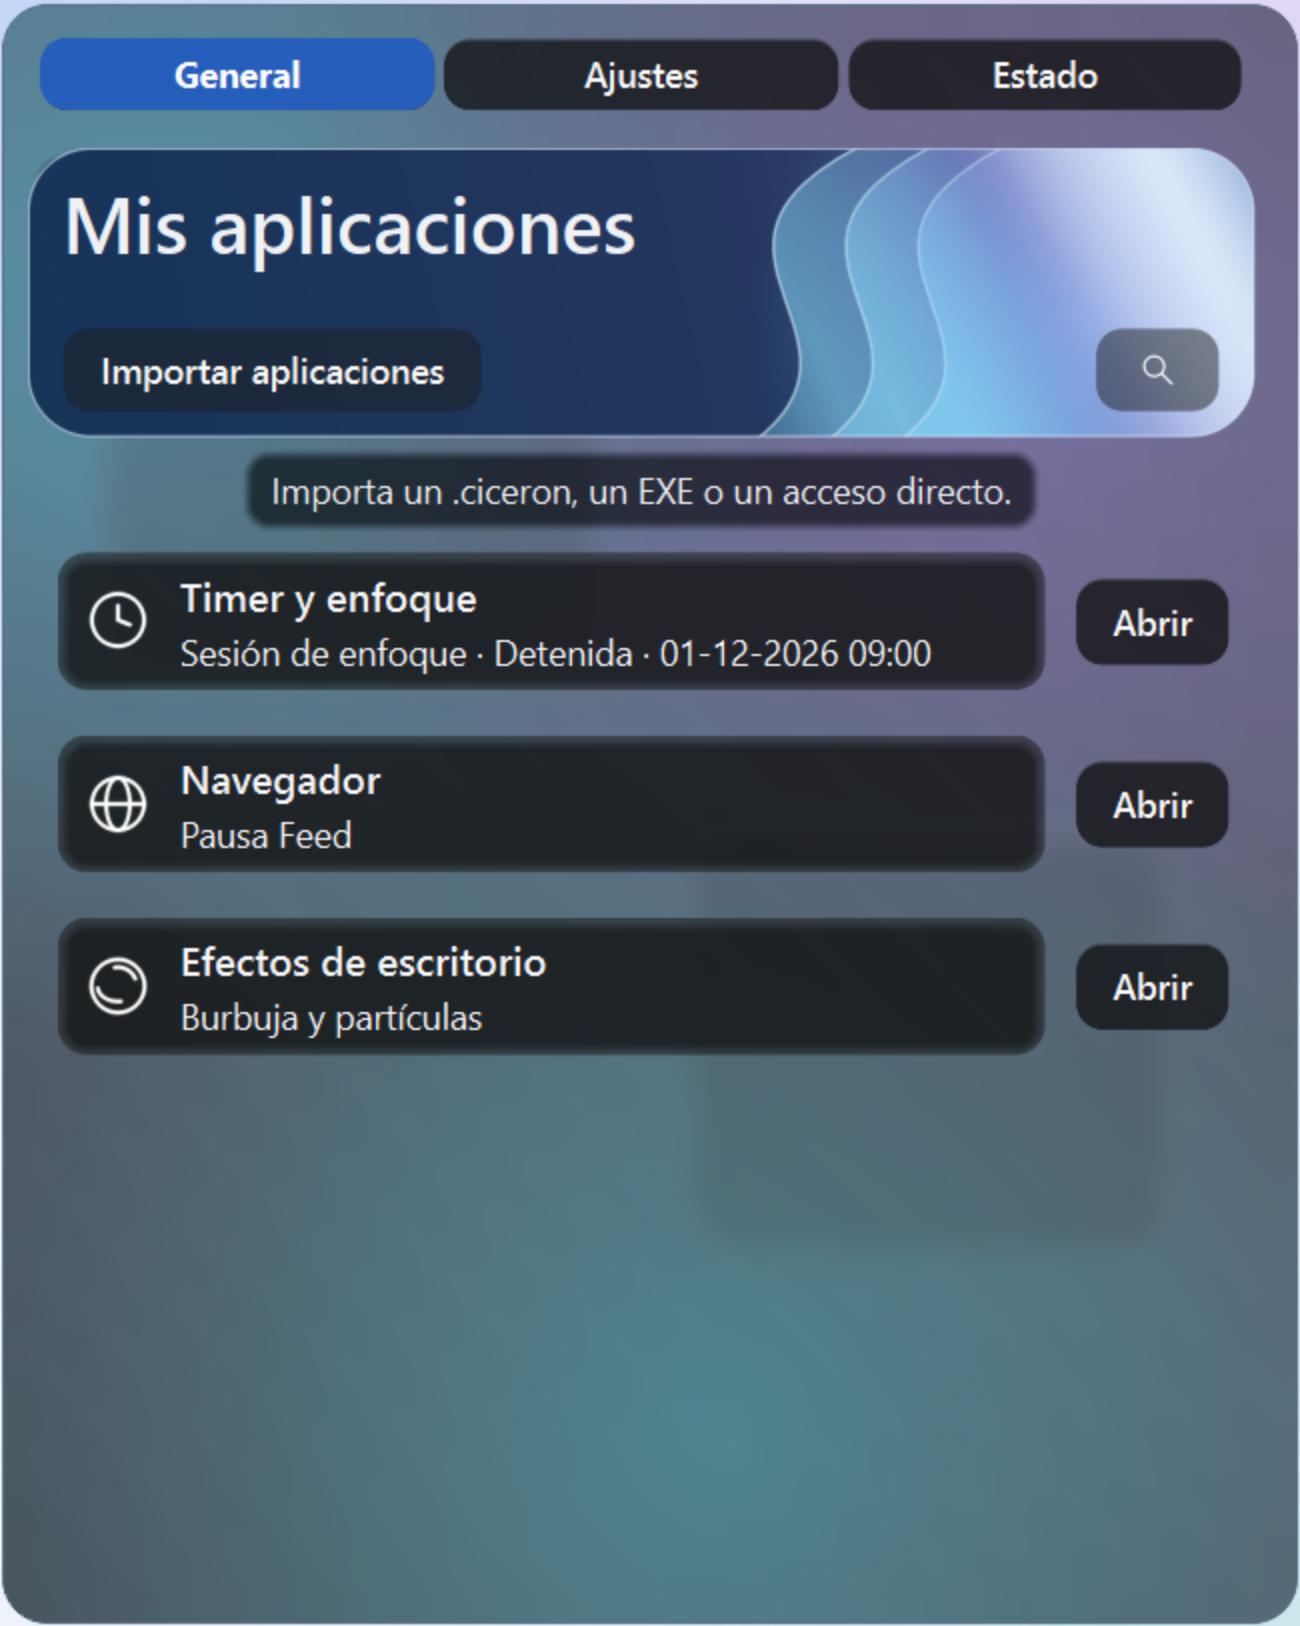 General
Ajustes
Estado
Mis aplicaciones
Importar aplicaciones
Importa un .ciceron, un EXE o un acceso directo.
Timer y enfoque
Sesión de enfoque · Detenida · 01-12-2026 09:00
Abrir
Navegador
Pausa Feed
Abrir
Efectos de escritorio
Burbuja y partículas
Abrir